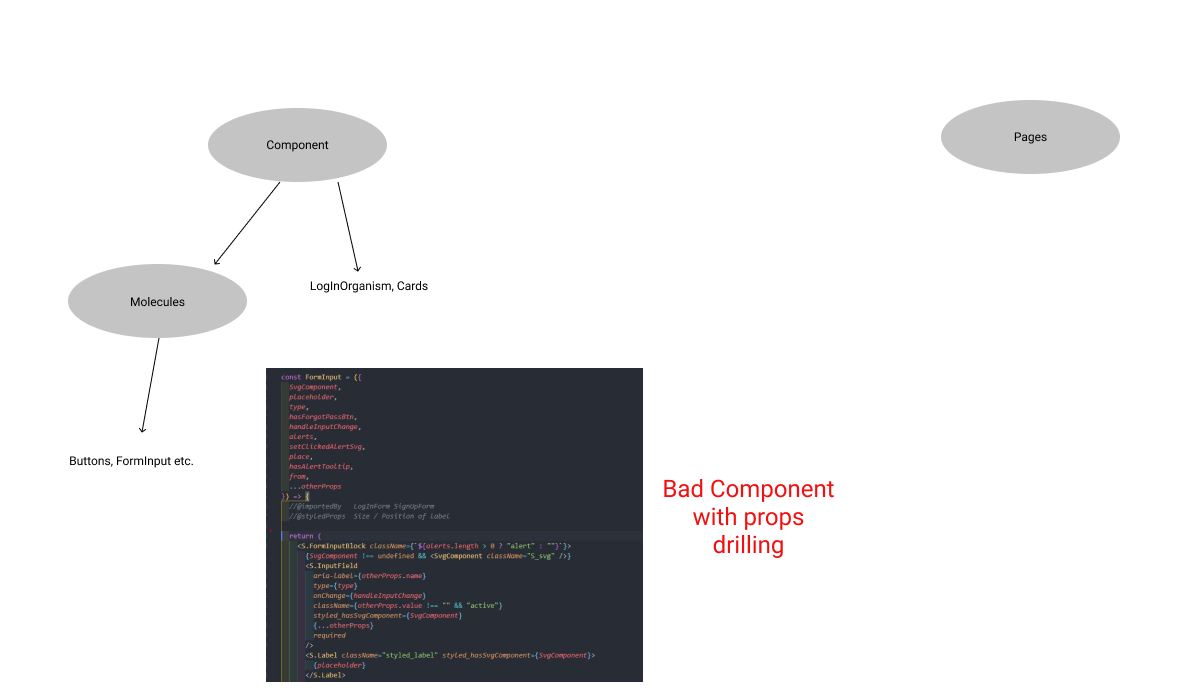 Component
Pages
Molecules
LogInOrganism, Cards
Buttons, FormInput etc.
const FormInput = ({
SvgComponent,
placeholder,
type,
hasForgotPassBtn,
handleInputChange,
alerts,
setClickedAlertSvg,
place,
hasAlertTooltip,
from,
...otherProps
}) => {
//@importedBy   LogInForm SignUpForm
//@styledProps  Size / Position of label
return (
<S.FormInputBlock className={`${alerts.length > 0 ? "alert" : ""}`}>
{SvgComponent !== undefined && <SvgComponent className="S_svg" />}
<S.InputField
aria-label={otherProps.name}
type={type}
onChange={handleInputChange}
className={otherProps.value !== "" && "active"}
styled_hasSvgComponent={SvgComponent}
{...otherProps}
required
/>
<S.Label className="styled_label" styled_hasSvgComponent={SvgComponent}>
{placeholder}
</S.Label>
Bad Component
with props
drilling